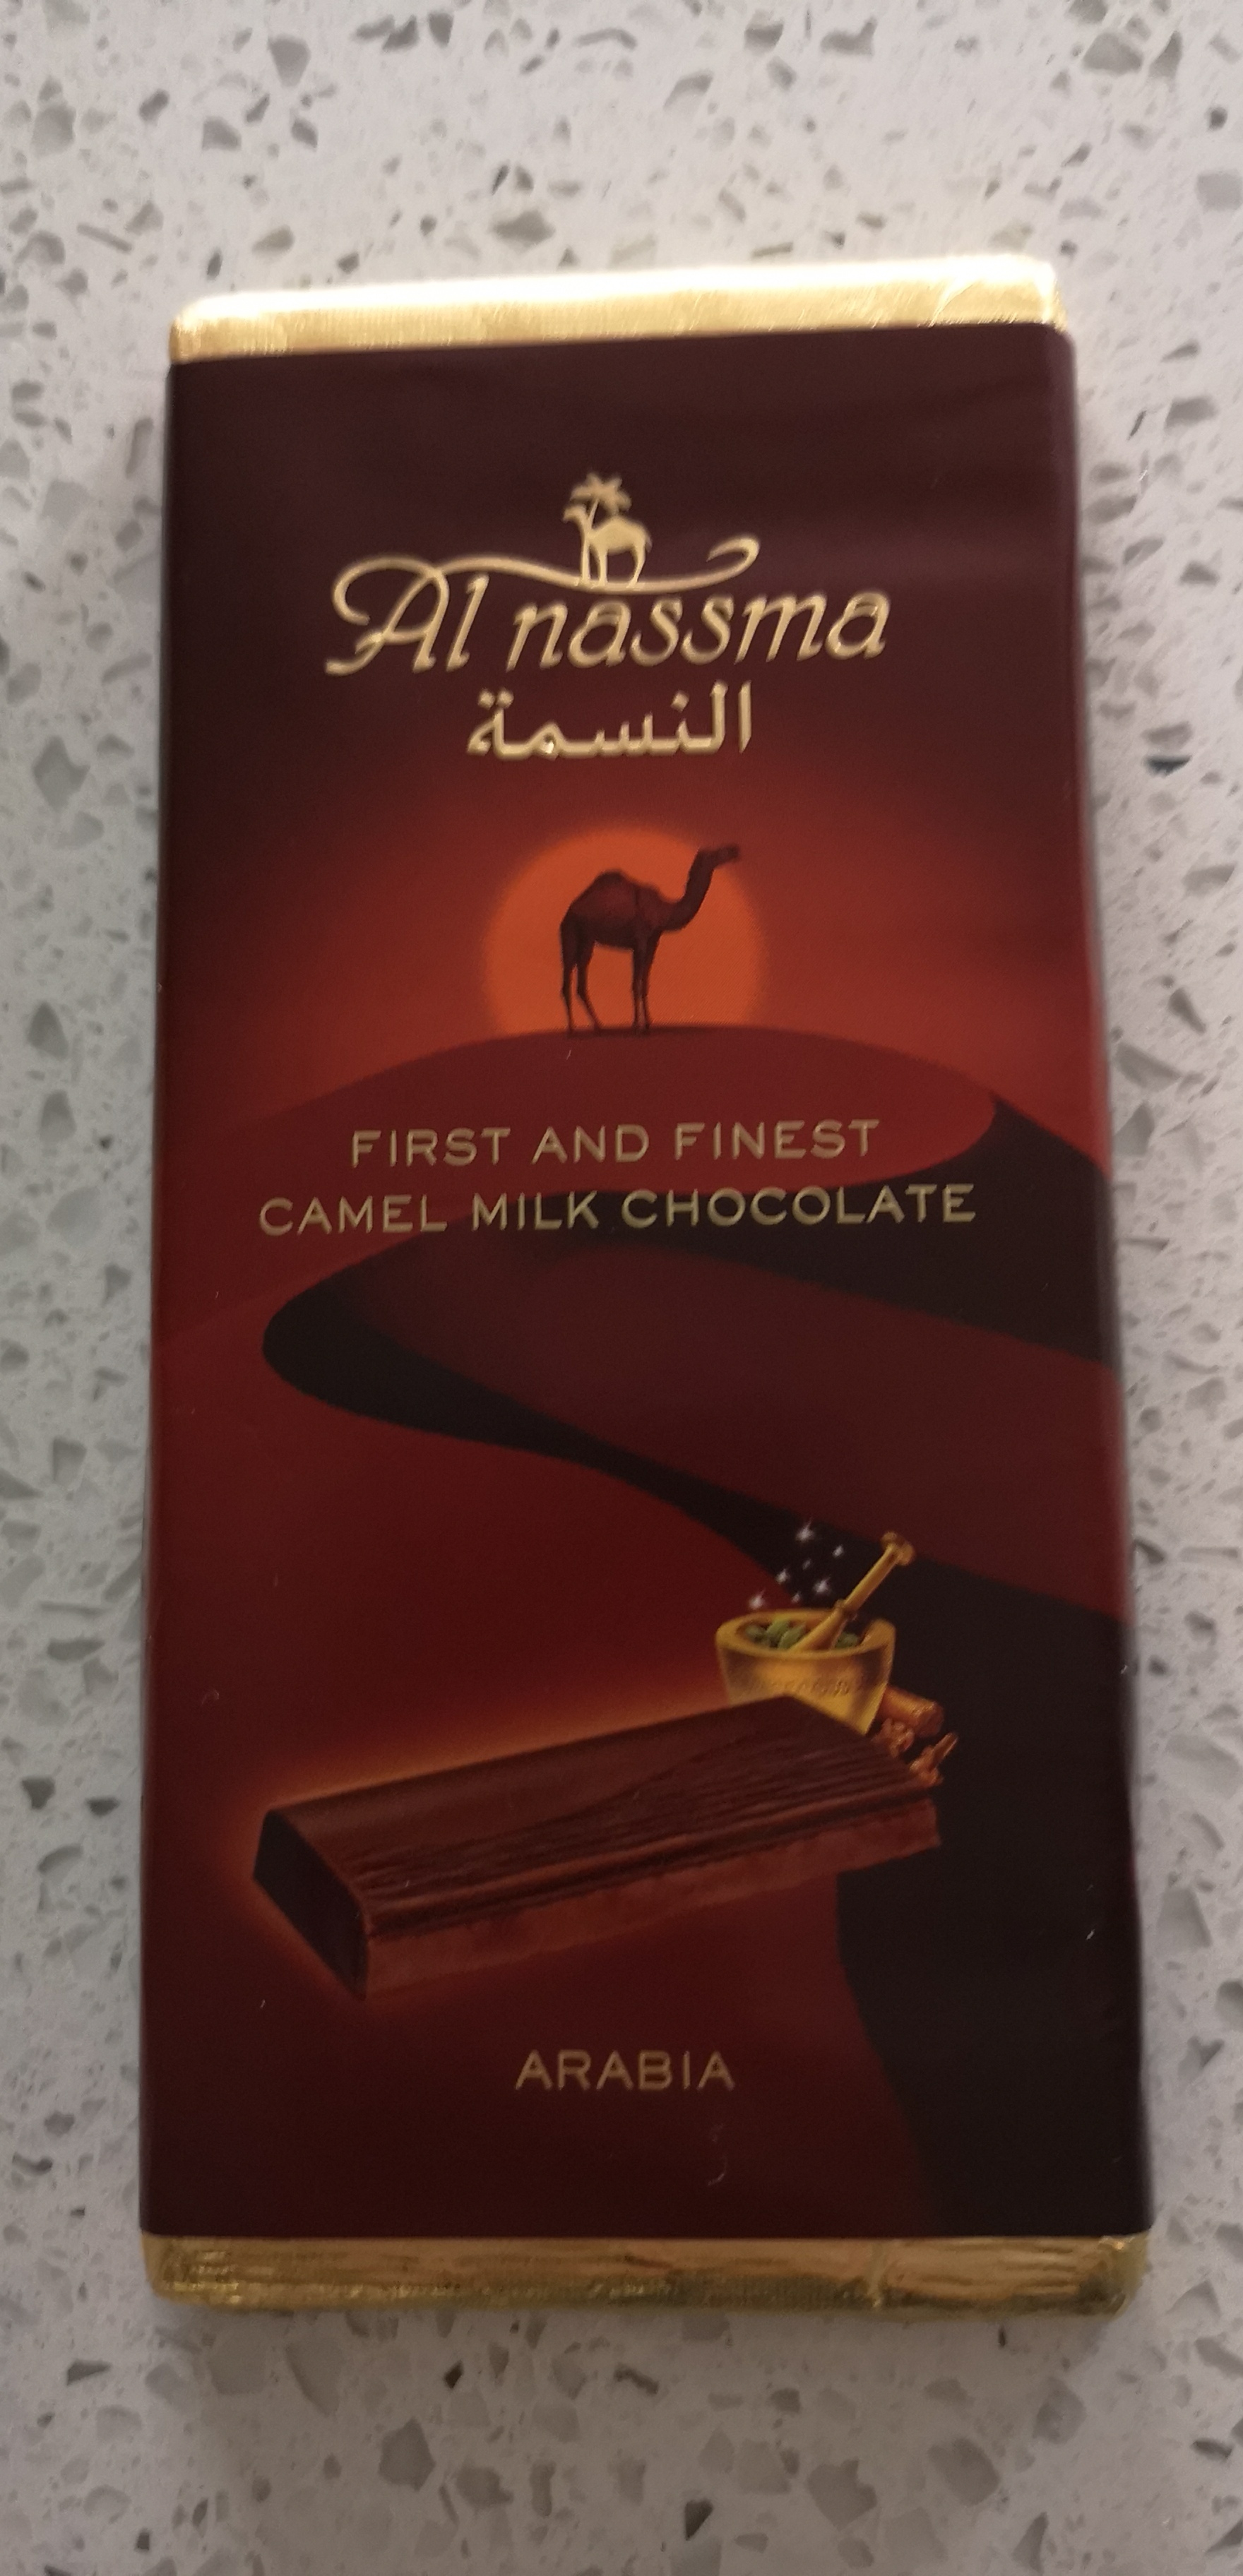 Al nassma
النسمة
FIRST AND FINEST
CAMEL MILK CHOCOLATE
ARABIA